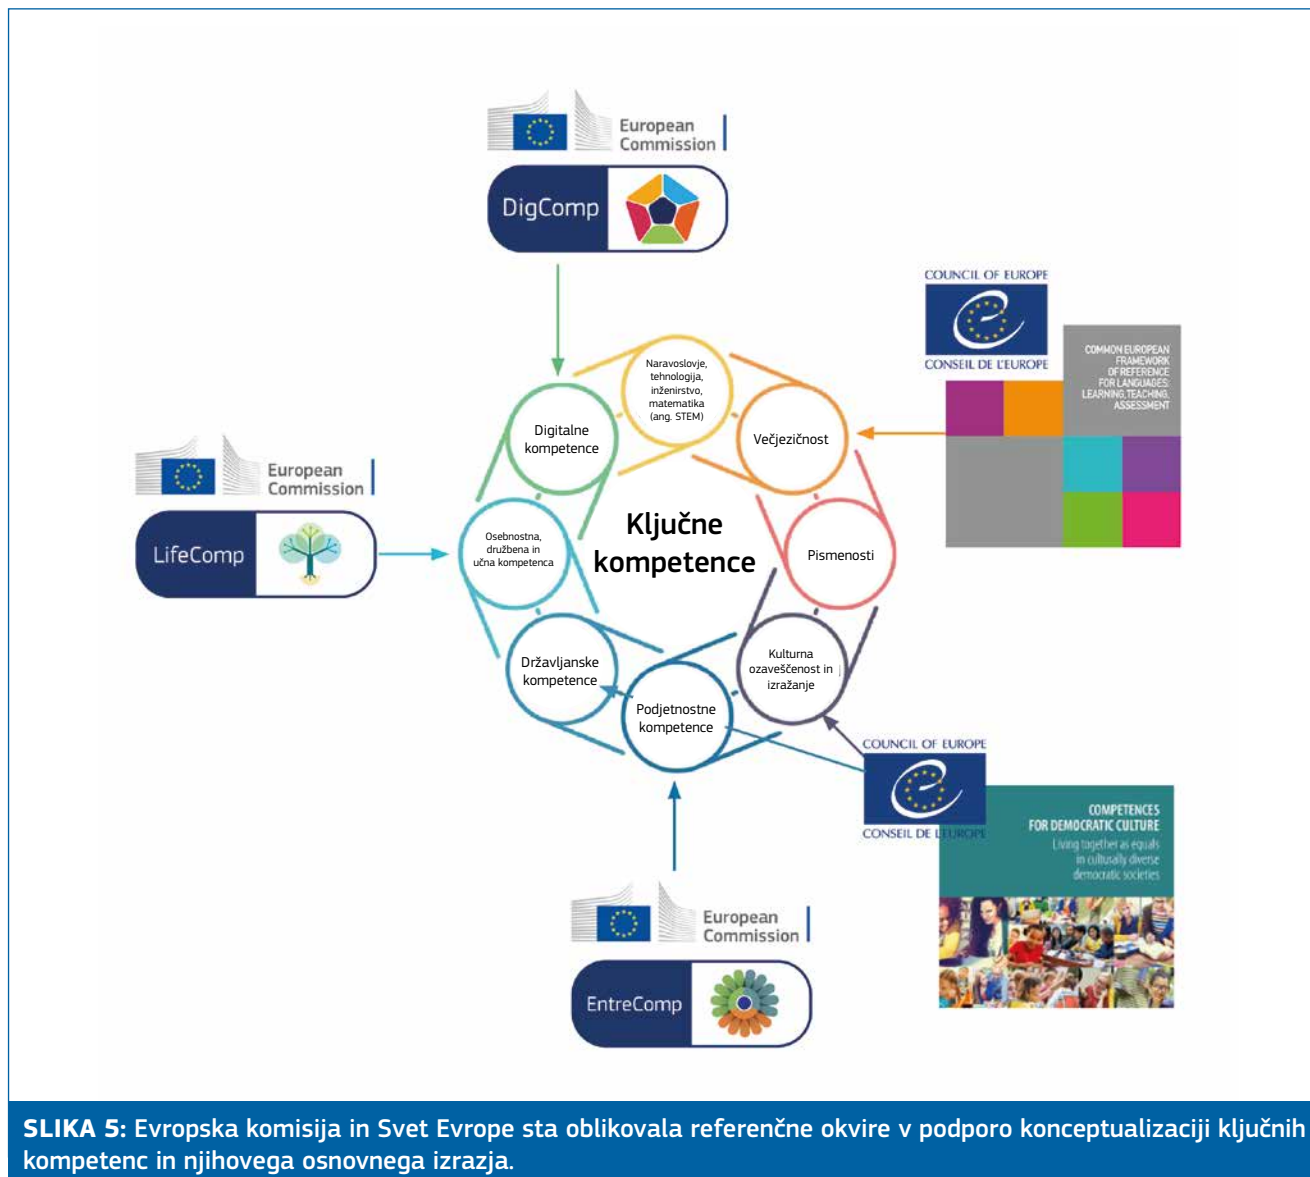 European
Commission
DigComp
COUNCIL OF EUROPE
CONSEIL DE L'EUROPE
COMMON EUROPEAN
FRAMEWORK
OF REFERENCE
FOR LANGUAGES:
LEARNING, TEACHING,
ASSESSMENT
Naravoslovje,
tehnologija,
inženirstvo,
matematika
(ang. STEM)
Digitalne
kompetence
Večjezičnost
European
Commission
LifeComp
Osebnostna,
družbena in
učna kompetenca
Ključne
kompetence
Pismenosti
Državljanske
kompetence
Kulturna
ozaveščenost in
izražanje
Podjetnostne
kompetence
COUNCIL OF EUROPE
CONSEIL DE L'EUROPE
COMPETENCES
FOR DEMOCRATIC CULTURE
Living together as equals
in culturally diverse
democratic societies
European
Commission
EntreComp
SLIKA 5: Evropska komisija in Svet Evrope sta oblikovala referenčne okvire v podporo konceptualizaciji ključnih
kompetenc in njihovega osnovnega izrazja.